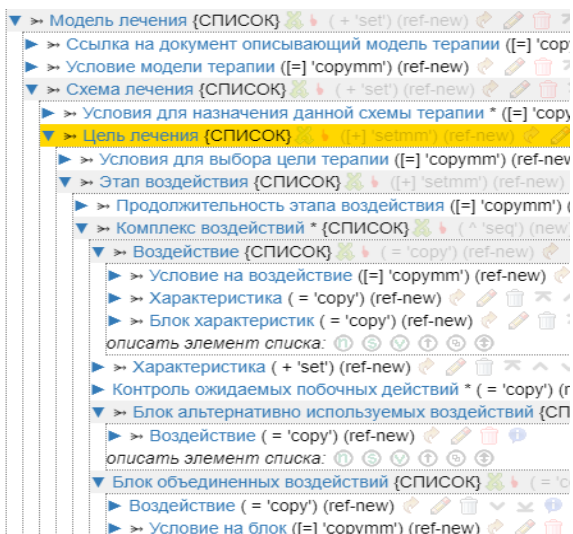 Модель лечения {СПИСОК} ( + 'set') (ref-new)
Ссылка на документ описывающий модель терапии ([=] 'cop
Условие модели терапии ([=] 'copymm') (ref-new)
Схема лечения {СПИСОК} ( + 'set') (ref-new)
Условия для назначения данной схемы терапии * ([=] 'copy
Цель лечения {СПИСОК} ([+] 'setmm') (ref-new)
Условия для выбора цели терапии ([=] 'copymm') (ref-new
Этап воздействия {СПИСОК} ([+] 'setmm') (ref-new)
Продолжительность этапа воздействия ([=] 'copymm') (
Комплекс воздействий * {СПИСОК} ( ^ 'seq') (new
Воздействие {СПИСОК} ( = 'copy') (ref-new)
Условие на воздействие ([=] 'copymm') (ref-new)
Характеристика ( = 'copy') (ref-new)
Блок характеристик ( = 'copy') (ref-new)
описать элемент списка:
Характеристика ( + 'set') (ref-new)
Контроль ожидаемых побочных действий * ( = 'copy') (r
Блок альтернативно используемых воздействий {СП
Воздействие ( = 'copy') (ref-new)
описать элемент списка:
Блок объединенных воздействий {СПИСОК} ( = 'c
Воздействие ( = 'copy') (ref-new)
Условие на блок ([=] 'copymm') (ref-new)